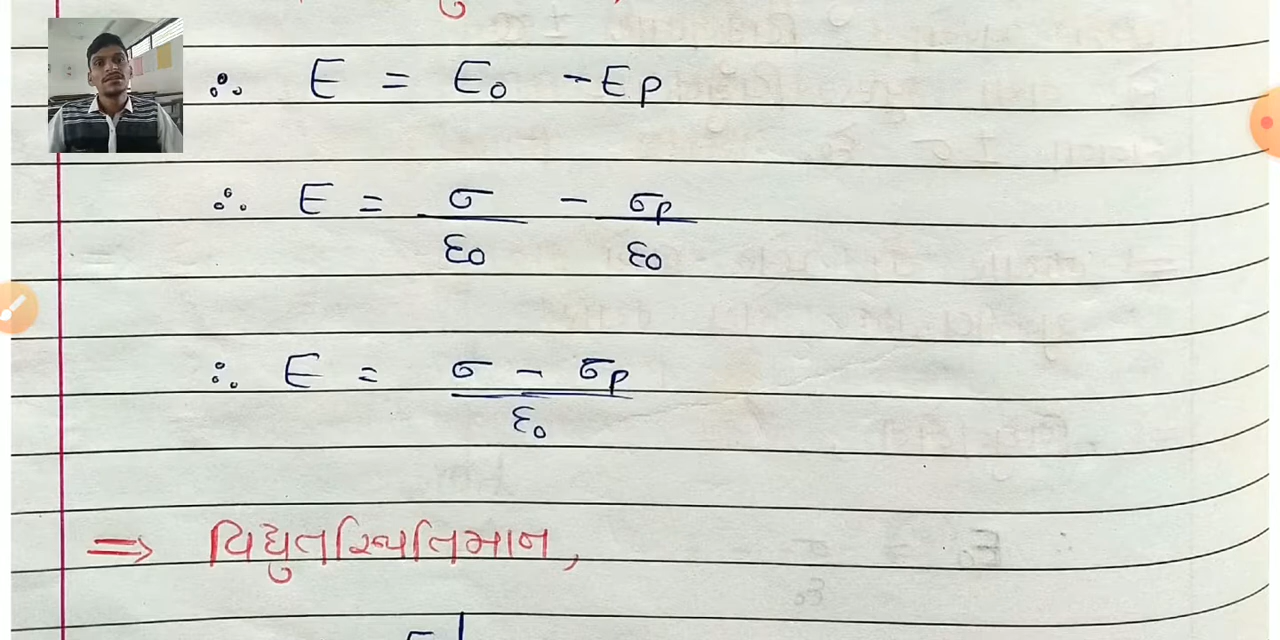 ∴ E = E₀ - Eₚ
∴ E = σ/ε₀ - σₚ/ε₀
∴ E = (σ - σₚ)/ε₀
⇒ વિદ્યુતસ્થિતિમાન,